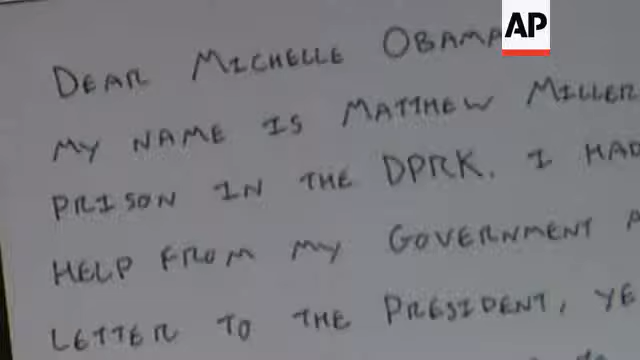 AP
DEAR MICHELLE OBAMA
MY NAME IS MATTHEW MILLER
PRISON IN THE DPRK. I HAD
HELP FROM MY GOVERNMENT A
LETTER TO THE PRESIDENT, YE